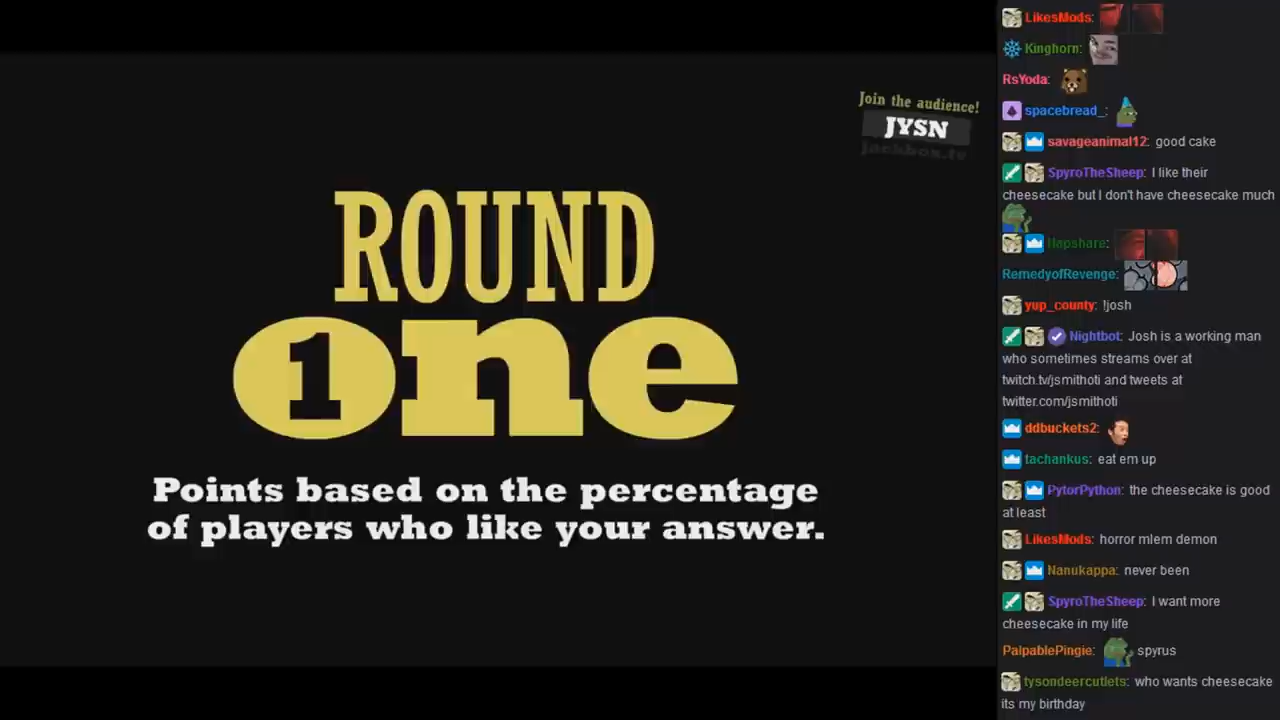 Join the audience!
JYSN
jackbox.tv
ROUND
1ne
Points based on the percentage
of players who like your answer.
LikesMods:
Kinghorn:
RsYoda:
spacebread_:
savageanimal12: good cake
SpyroTheSheep: I like their
cheesecake but I don't have cheesecake much
Hapshare:
RemedyofRevenge:
yup_county: !josh
Nightbot: Josh is a working man
who sometimes streams over at
twitch.tv/jsmithoti and tweets at
twitter.com/jsmithoti
ddbuckets2:
tachankus: eat em up
PytorPython: the cheesecake is good
at least
LikesMods: horror mlem demon
Nanukappa: never been
SpyroTheSheep: I want more
cheesecake in my life
PalpablePingie: spyrus
tysondeercutlets: who wants cheesecake
its my birthday